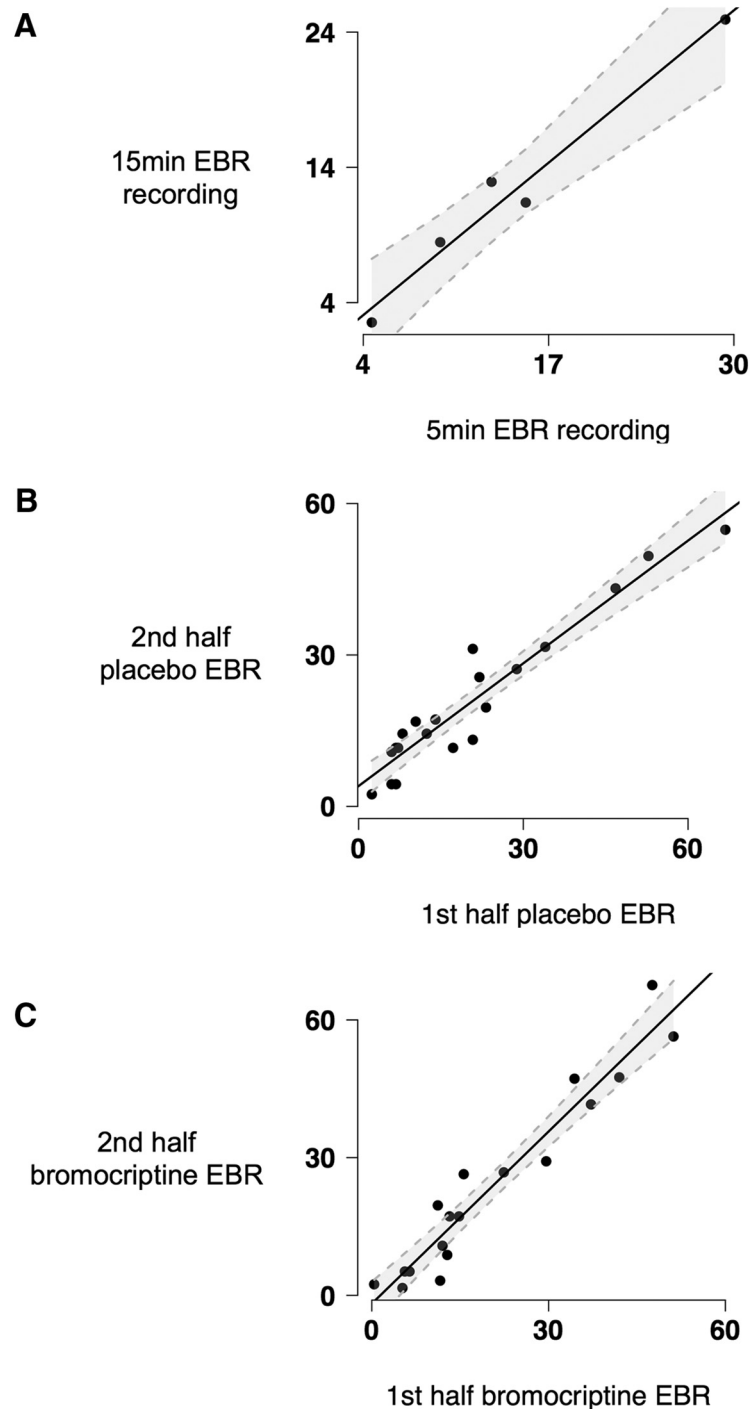 A
24
15min EBR
recording
14
4
4 17 30
5min EBR recording
B
60
2nd half
placebo EBR
30
0
0 30 60
1st half placebo EBR
C
60
2nd half
bromocriptine EBR
30
0
0 30 60
1st half bromocriptine EBR